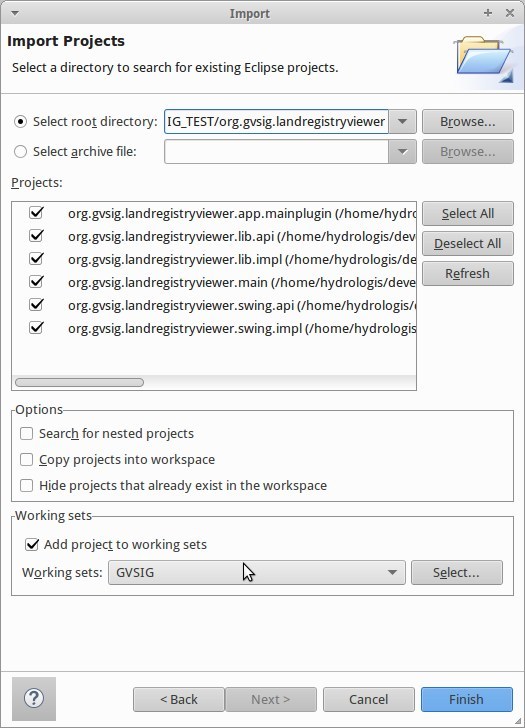 Import
Import Projects
Select a directory to search for existing Eclipse projects.
Select root directory: IG_TEST/org.gvsig.landregistryviewer Browse...
Select archive file: Browse...
Projects:
org.gvsig.landregistryviewer.app.mainplugin (/home/hydro
org.gvsig.landregistryviewer.lib.api (/home/hydrologis/deve
org.gvsig.landregistryviewer.lib.impl (/home/hydrologis/de
org.gvsig.landregistryviewer.main (/home/hydrologis/develo
org.gvsig.landregistryviewer.swing.api (/home/hydrologis/
org.gvsig.landregistryviewer.swing.impl (/home/hydrologis
Select All
Deselect All
Refresh
Options
Search for nested projects
Copy projects into workspace
Hide projects that already exist in the workspace
Working sets
Add project to working sets
Working sets: GVSIG Select...
? < Back Next > Cancel Finish